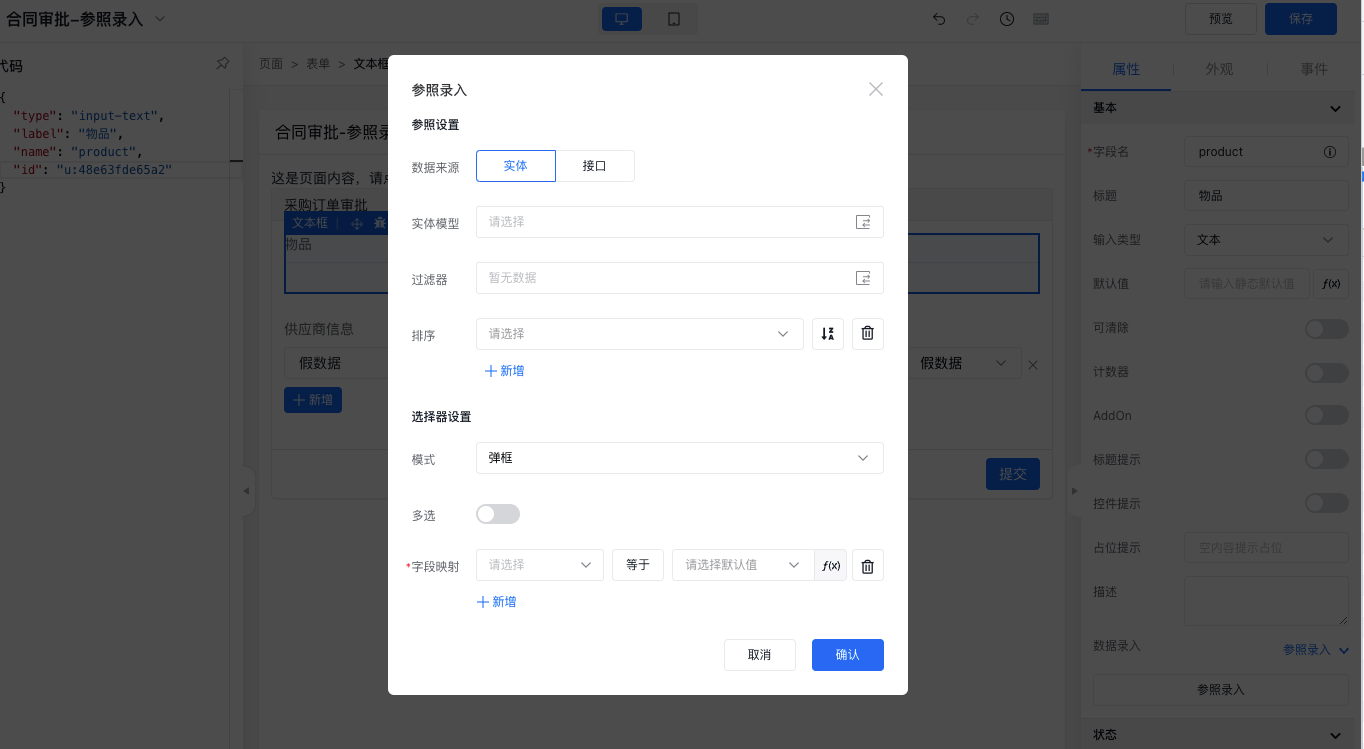 合同审批-参照录入
预览
保存
代码
{
"type": "input-text",
"label": "物品",
"name": "product",
"id": "u:48e63fde65a2"
}
页面 > 表单 > 文本框
合同审批-参照录
这是页面内容，请
采购订单审批
文本框
物品
供应商信息
假数据
假数据
+ 新增
提交
参照录入
参照设置
数据来源 实体 接口
实体模型 请选择
过滤器 暂无数据
排序 请选择
+ 新增
选择器设置
模式 弹框
多选
*字段映射 请选择 等于 请选择默认值 f(x)
+ 新增
取消 确认
属性 外观 事件
基本
*字段名 product
标题 物品
输入类型 文本
默认值 请输入静态默认值 f(x)
可清除
计数器
AddOn
标题提示
控件提示
占位提示 空内容提示占位
描述
数据录入 参照录入
参照录入
状态